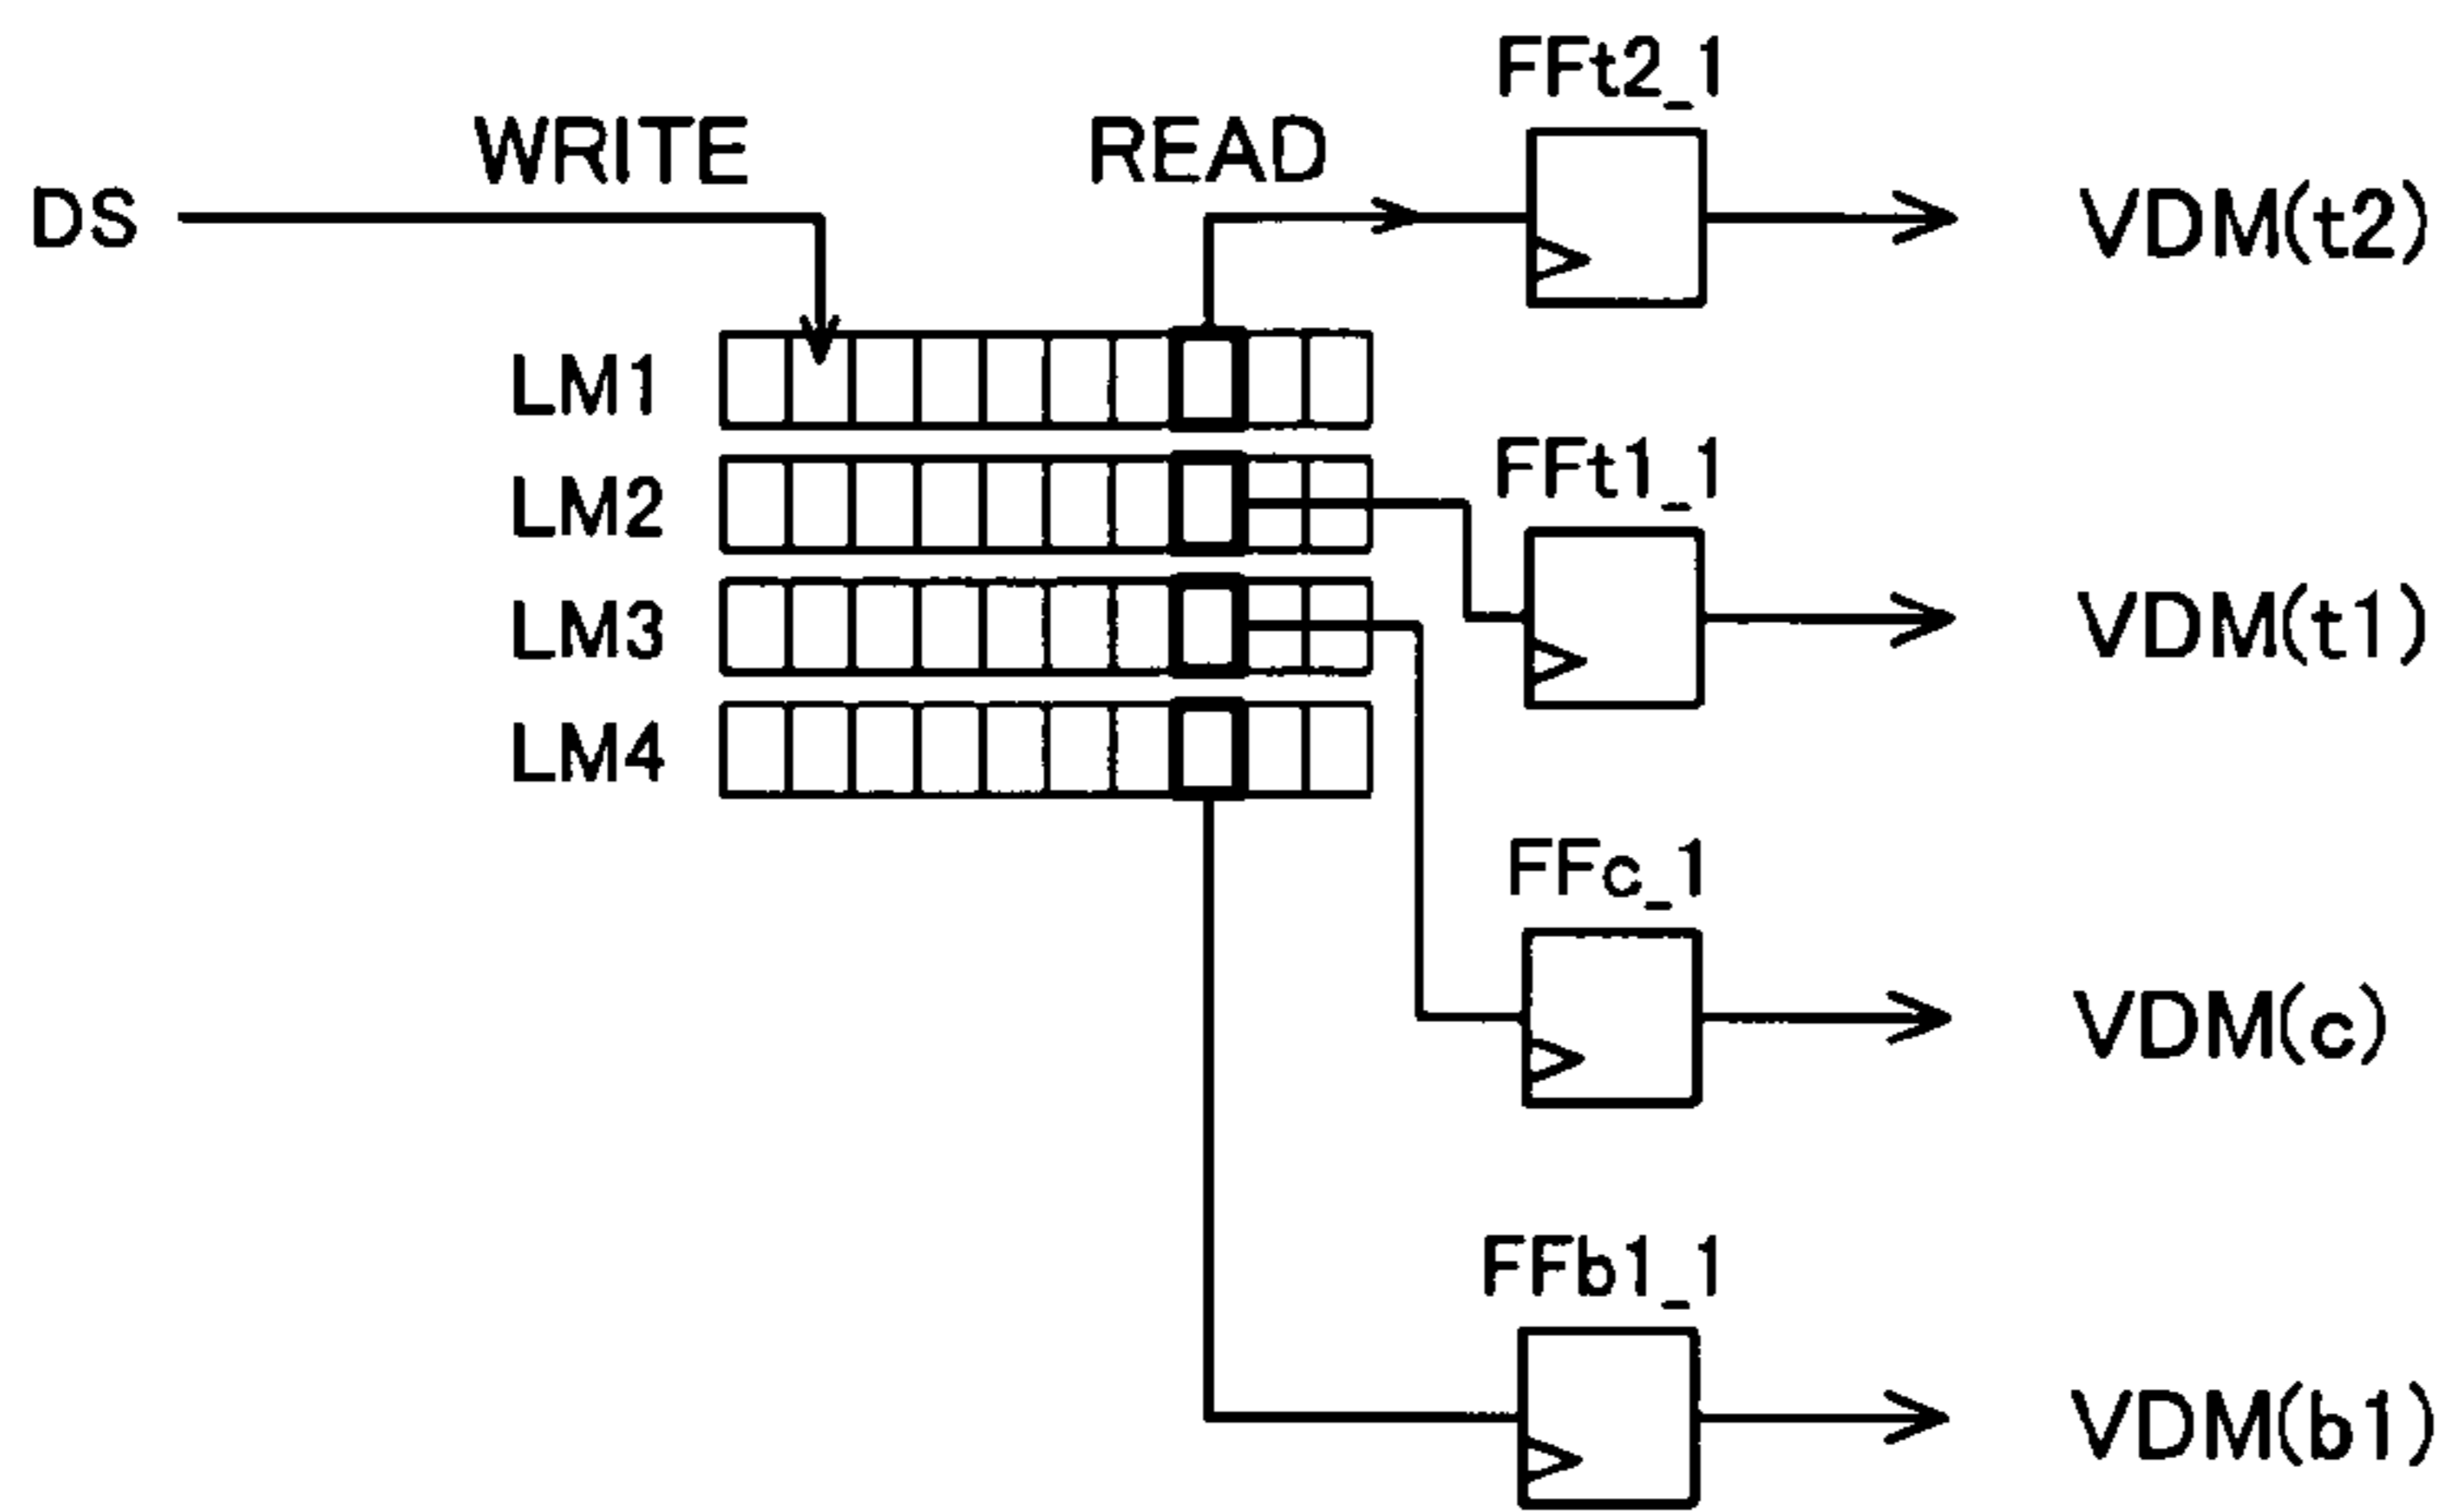 FFt2_1
WRITE
READ
DS
VDM(t2)
LM1
FFt1_1
LM2
VDM(t1)
LM3
LM4
FFc_1
VDM(c)
FFb1_1
VDM(b1)